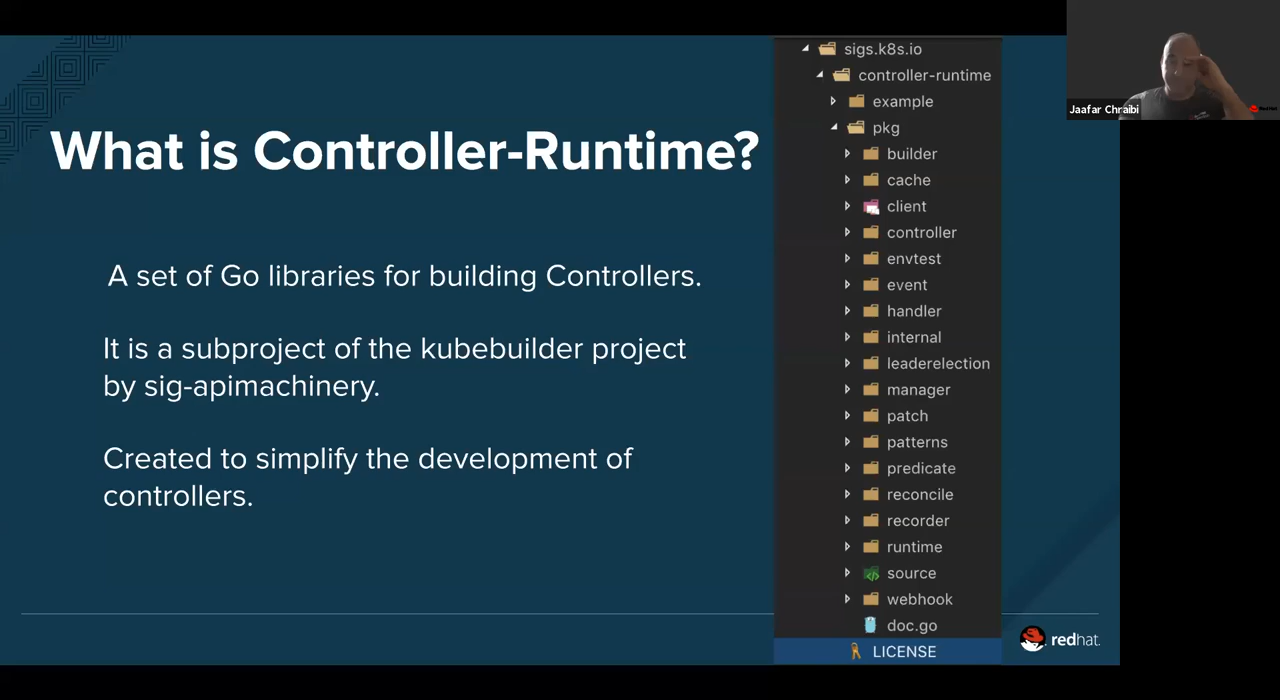 What is Controller-Runtime?
A set of Go libraries for building Controllers.
It is a subproject of the kubebuilder project
by sig-apimachinery.
Created to simplify the development of
controllers.
sigs.k8s.io
controller-runtime
example
pkg
builder
cache
client
controller
envtest
event
handler
internal
leaderelection
manager
patch
patterns
predicate
reconcile
recorder
runtime
source
webhook
doc.go
LICENSE
redhat.
Jaafar Chraibi
Red Hat